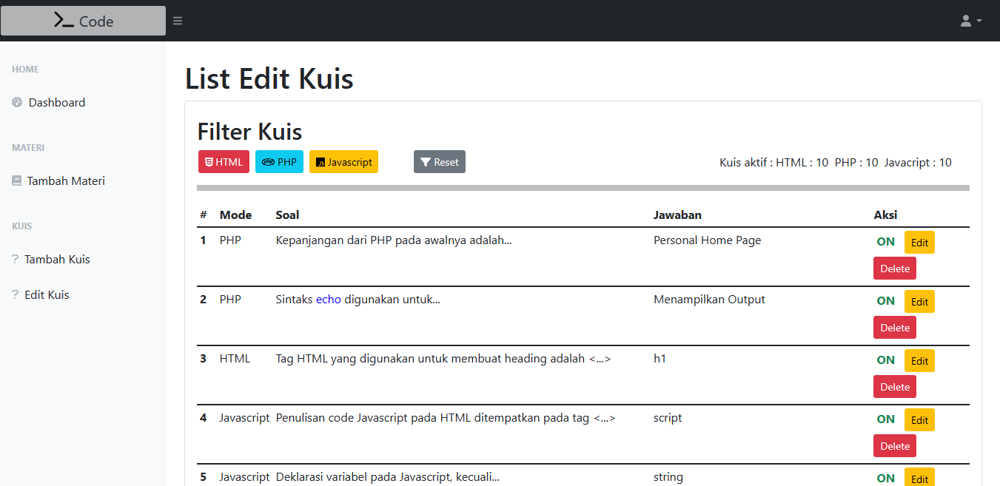 Code
HOME
Dashboard
MATERI
Tambah Materi
KUIS
? Tambah Kuis
? Edit Kuis
List Edit Kuis
Filter Kuis
HTML PHP Javascript Reset Kuis aktif : HTML : 10 PHP : 10 Javacript : 10
# Mode Soal Jawaban Aksi
1 PHP Kepanjangan dari PHP pada awalnya adalah... Personal Home Page ON Edit
Delete
2 PHP Sintaks echo digunakan untuk... Menampilkan Output ON Edit
Delete
3 HTML Tag HTML yang digunakan untuk membuat heading adalah <...> h1 ON Edit
Delete
4 Javascript Penulisan code Javascript pada HTML ditempatkan pada tag <...> script ON Edit
Delete
5 Javascript Deklarasi variabel pada Javascript, kecuali... string ON Edit